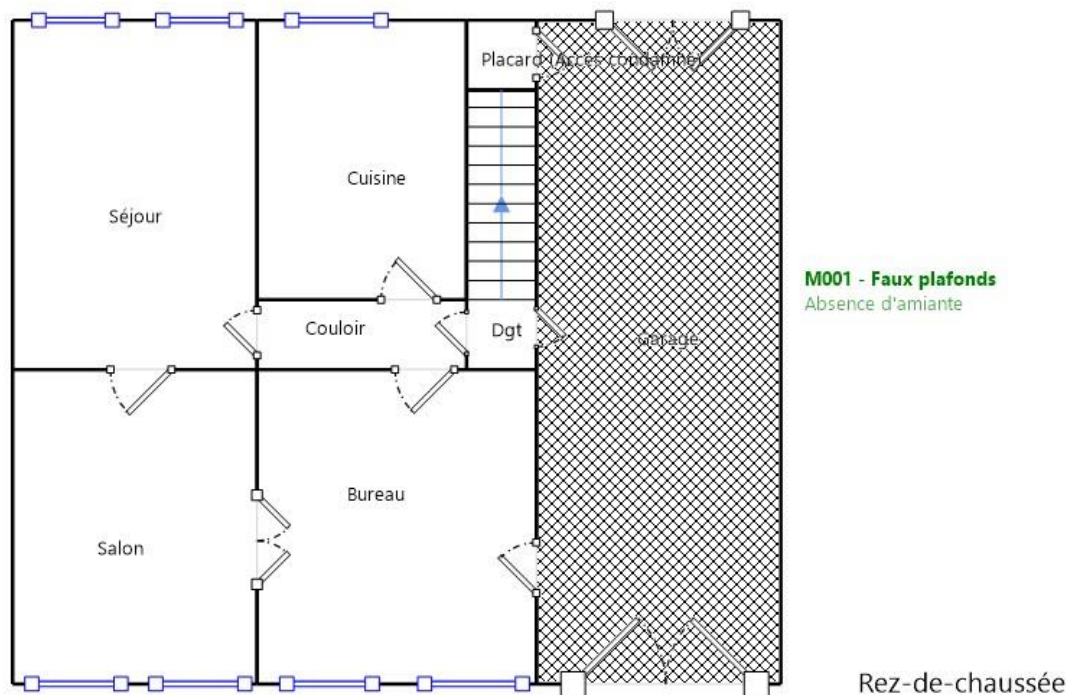 Placard (Accès condamné)
Cuisine
Séjour
M001 - Faux plafonds
Absence d'amiante
Couloir
Dgt
Garage
Bureau
Salon
Rez-de-chaussée